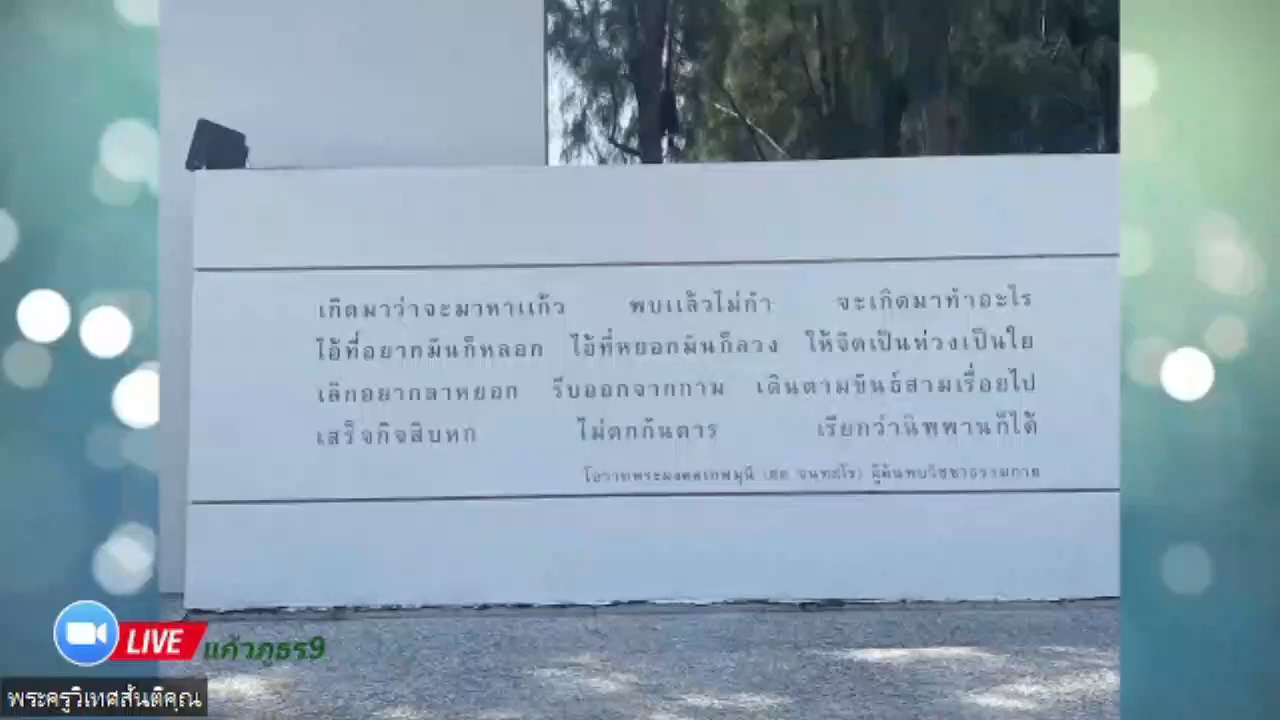 เกิดมาว่าจะมาหาแก้ว พบแล้วไม่กำ จะเกิดมาทำอะไร
ไอ้ที่อยากมันก็หลอก ไอ้ที่หยอกมันก็ลวง ให้จิตเป็นห่วงเป็นใย
เลิกอยากลาหยอก รีบออกจากกาม เดินตามขันธ์สามเรื่อยไป
เสร็จกิจสิบหก ไม่ตกกันดาร เรียกว่านิพพานก็ได้
โอวาทพระมงคลเทพมุนี (สด จนฺทสโร) ผู้ค้นพบวิชชาธรรมกาย
LIVE แก้วภูธร9
พระครูวิเทศสันติคุณ